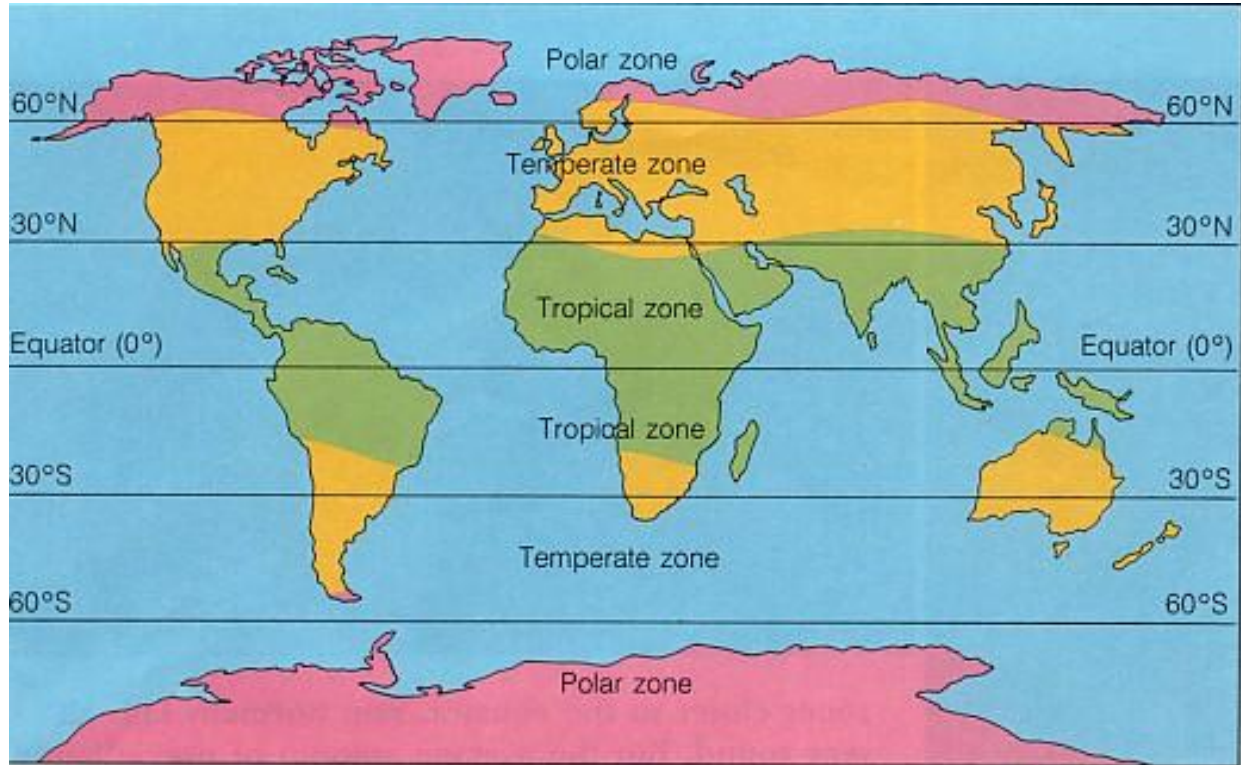 Polar zone
60°N 60°N
Temperate zone
30°N 30°N
Tropical zone
Equator (0°) Equator (0°)
Tropical zone
30°S 30°S
Temperate zone
60°S 60°S
Polar zone